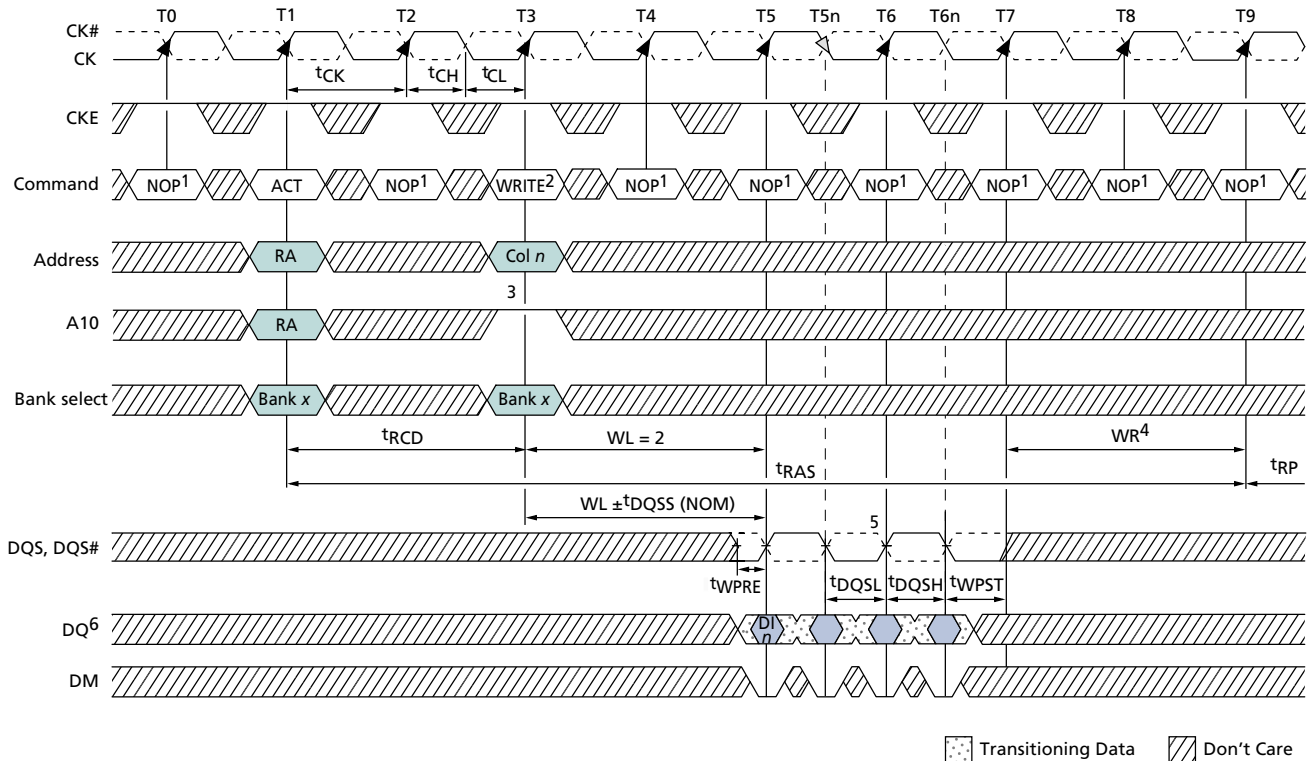 T0 T1 T2 T3 T4 T5 T5n T6 T6n T7 T8 T9
CK#
CK
tCK tCH tCL
CKE
Command NOP1 ACT NOP1 WRITE2 NOP1 NOP1 NOP1 NOP1 NOP1 NOP1
Address RA Col n
3
A10 RA
Bank select Bank x Bank x
tRCD WL = 2 WR4
tRAS tRP
WL ±tDQSS (NOM)
5
DQS, DQS#
tWPRE tDQSL tDQSH tWPST
DQ6 DI n
DM
Transitioning Data Don't Care